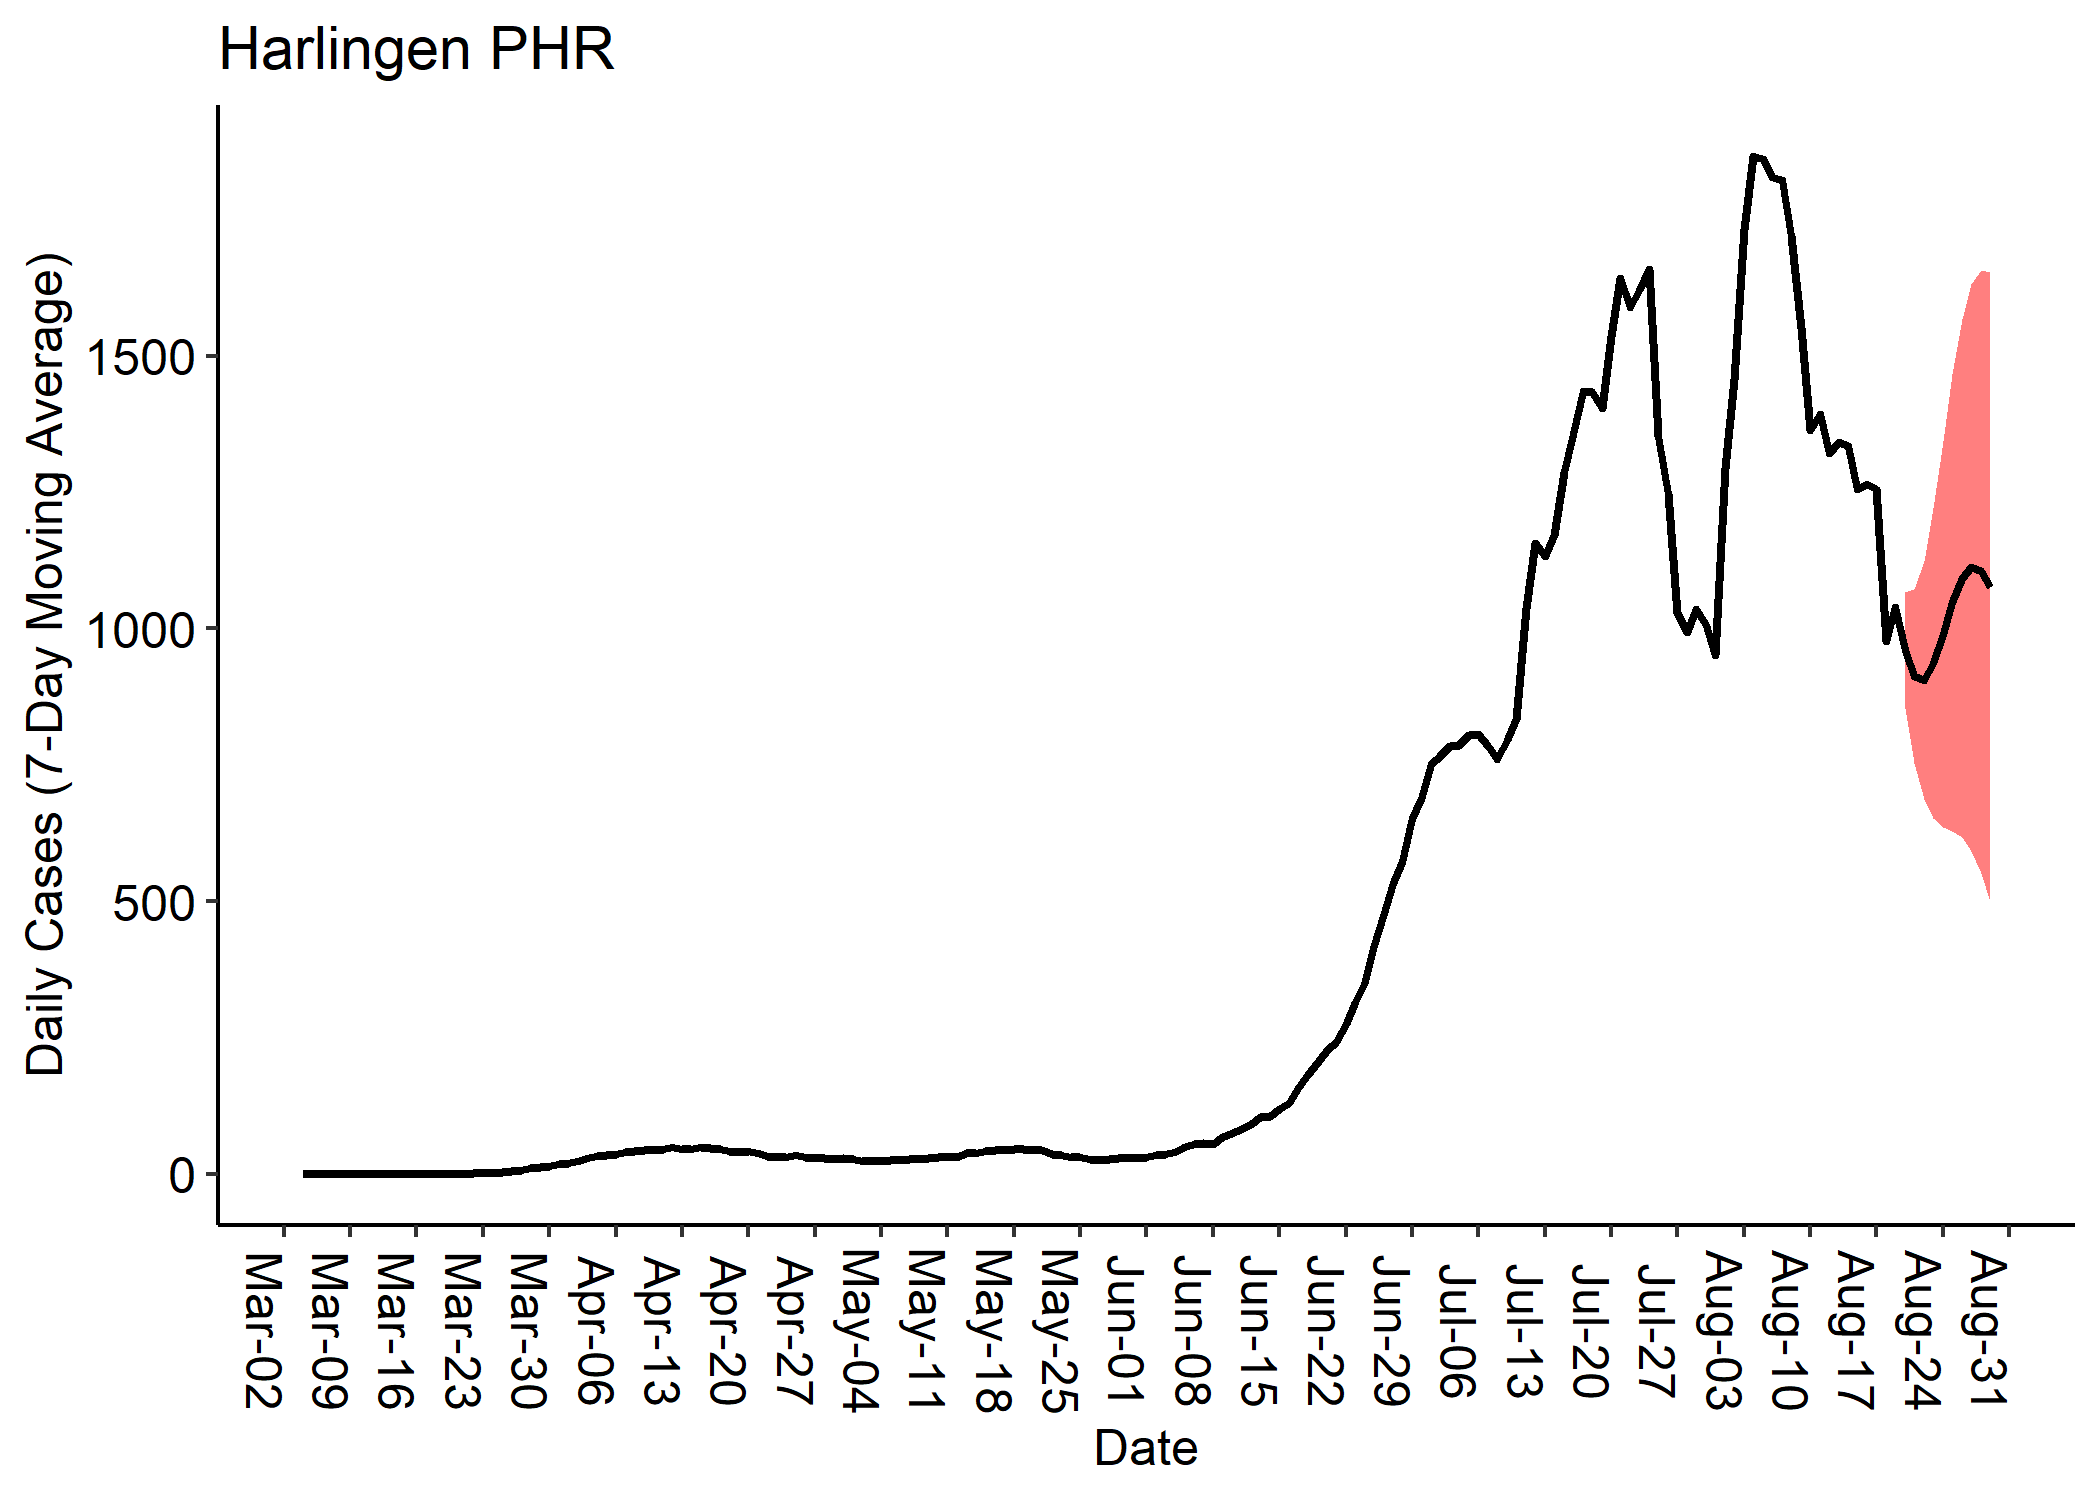 Harlingen PHR
Daily Cases (7-Day Moving Average)
1500
1000
500
0
Mar-02
Mar-09
Mar-16
Mar-23
Mar-30
Apr-06
Apr-13
Apr-20
Apr-27
May-04
May-11
May-18
May-25
Jun-01
Jun-08
Jun-15
Jun-22
Jun-29
Jul-06
Jul-13
Jul-20
Jul-27
Aug-03
Aug-10
Aug-17
Aug-24
Aug-31
Date